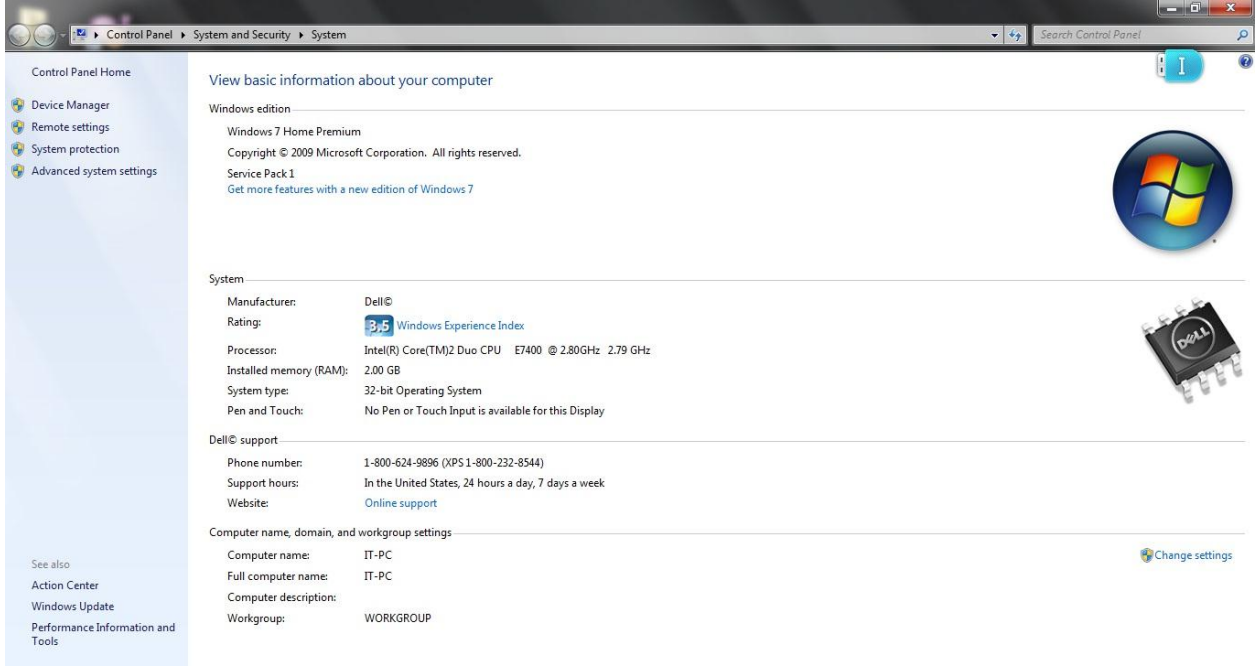 Control Panel ▸ System and Security ▸ System
Search Control Panel
Control Panel Home
Device Manager
Remote settings
System protection
Advanced system settings
View basic information about your computer
Windows edition
Windows 7 Home Premium
Copyright © 2009 Microsoft Corporation. All rights reserved.
Service Pack 1
Get more features with a new edition of Windows 7
System
Manufacturer: Dell©
Rating: 3.5 Windows Experience Index
Processor: Intel(R) Core(TM)2 Duo CPU E7400 @ 2.80GHz 2.79 GHz
Installed memory (RAM): 2.00 GB
System type: 32-bit Operating System
Pen and Touch: No Pen or Touch Input is available for this Display
DELL
Dell© support
Phone number: 1-800-624-9896 (XPS 1-800-232-8544)
Support hours: In the United States, 24 hours a day, 7 days a week
Website: Online support
Computer name, domain, and workgroup settings
Computer name: IT-PC
Change settings
Full computer name: IT-PC
Computer description:
Workgroup: WORKGROUP
See also
Action Center
Windows Update
Performance Information and
Tools